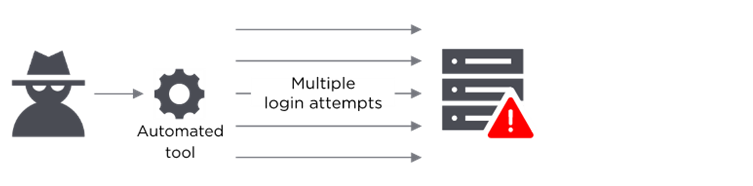 Multiple
login attempts
Automated
tool